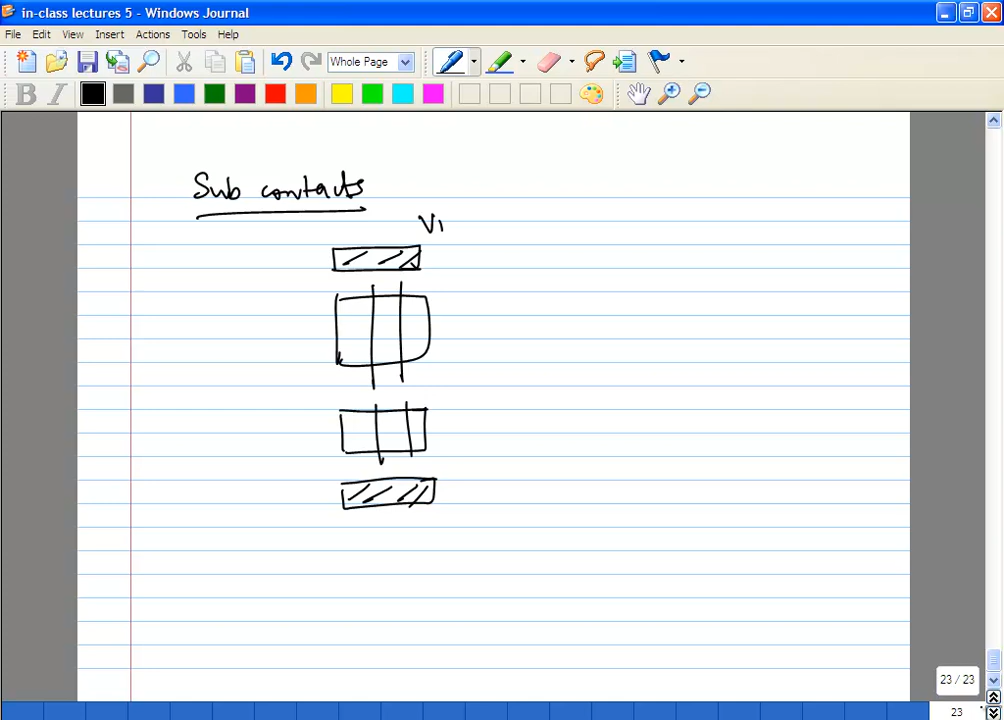 in-class lectures 5 - Windows Journal
File Edit View Insert Actions Tools Help
Whole Page
B I
Sub contacts
23 / 23
23